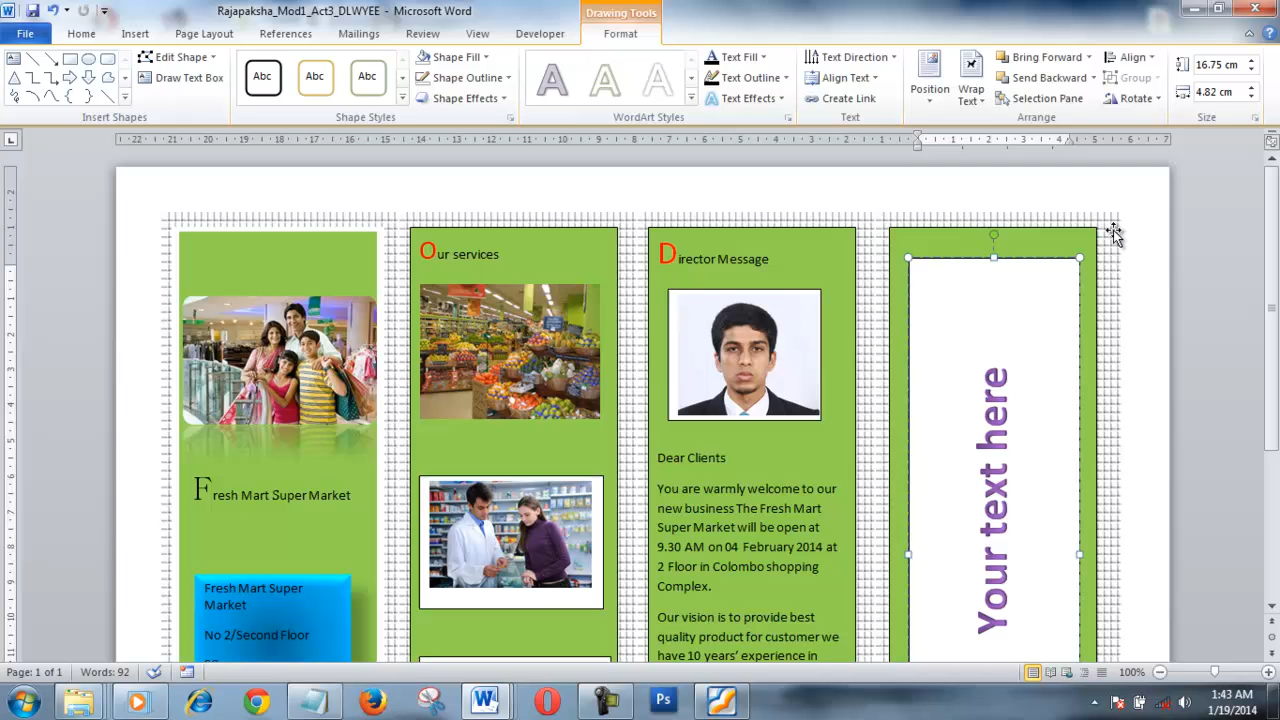 Rajapaksha_Mod1_Act3_DLWYEE - Microsoft Word
Drawing Tools
File Home Insert Page Layout References Mailings Review View Developer Format
Edit Shape
Draw Text Box
Insert Shapes
Abc Abc Abc
Shape Fill
Shape Outline
Shape Effects
Shape Styles
A A A
Text Fill
Text Outline
Text Effects
WordArt Styles
Text Direction
Align Text
Create Link
Text
Position
Wrap Text
Bring Forward
Send Backward
Selection Pane
Align
Group
Rotate
Arrange
16.75 cm
4.82 cm
Size
Fresh Mart Super Market
Fresh Mart Super
Market
No 2/Second Floor
Our services
Director Message
Dear Clients
You are warmly welcome to our
new business The Fresh Mart
Super Market will be open at
9.30 AM on 04 February 2014 at
2 Floor in Colombo shopping
Complex.
Our vision is to provide best
quality product for customer we
have 10 years' experience in
Your text here
Page: 1 of 1 Words: 92 100%
1:43 AM
1/19/2014